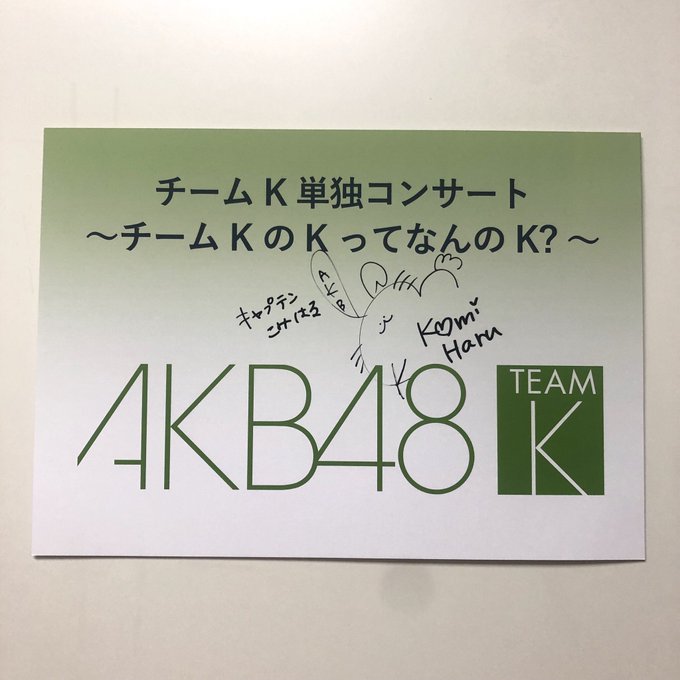 チームK単独コンサート
～チームKのKってなんのK?～
AKB
キャプテン
こみはる
Komi
Haru
K
AKB48
TEAM
K